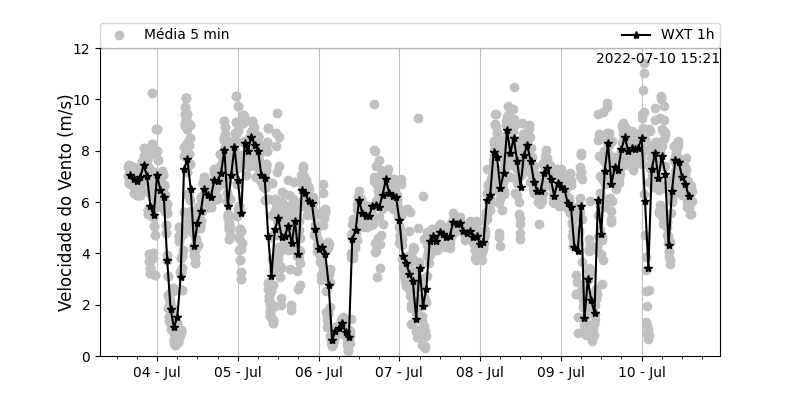 Média 5 min
WXT 1h
2022-07-10 15:21
Velocidade do Vento (m/s)
12
10
8
6
4
2
0
04 - Jul
05 - Jul
06 - Jul
07 - Jul
08 - Jul
09 - Jul
10 - Jul